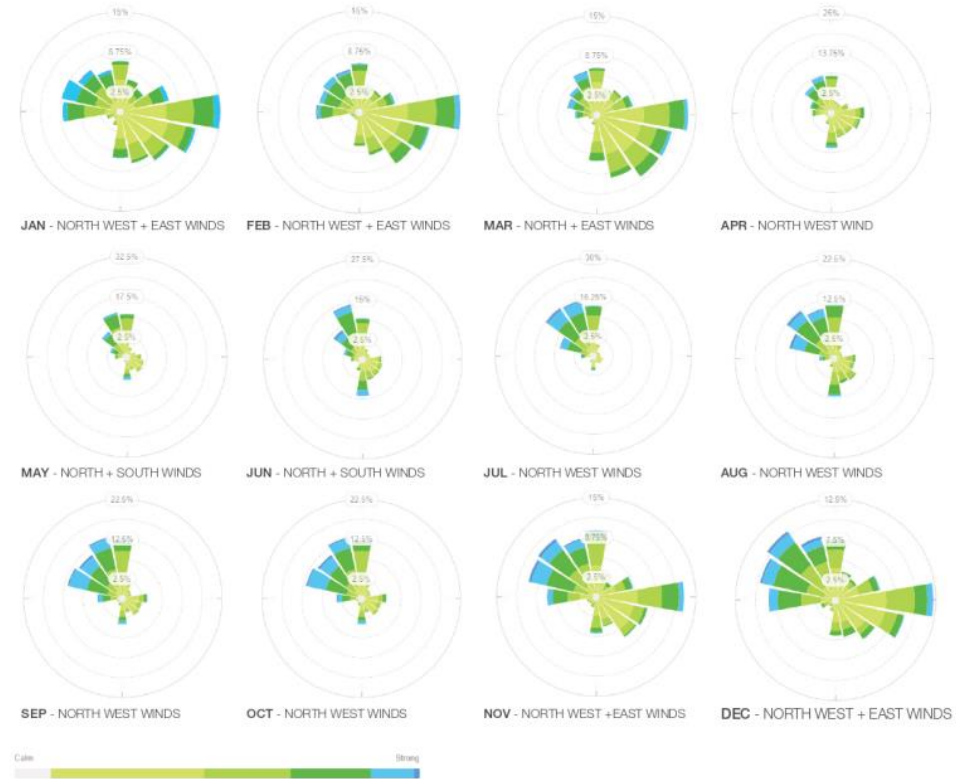 15%
8.75%
2.5%
JAN - NORTH WEST + EAST WINDS
15%
8.75%
2.5%
FEB - NORTH WEST + EAST WINDS
15%
8.75%
2.5%
MAR - NORTH + EAST WINDS
25%
13.75%
2.5%
APR - NORTH WEST WIND
32.5%
17.5%
2.5%
MAY - NORTH + SOUTH WINDS
27.5%
15%
2.5%
JUN - NORTH + SOUTH WINDS
30%
16.25%
2.5%
JUL - NORTH WEST WINDS
22.5%
12.5%
2.5%
AUG - NORTH WEST WINDS
22.5%
12.5%
2.5%
SEP - NORTH WEST WINDS
22.5%
12.5%
2.5%
OCT - NORTH WEST WINDS
15%
8.75%
2.5%
NOV - NORTH WEST +EAST WINDS
12.5%
2.5%
DEC - NORTH WEST + EAST WINDS
Calm
Strong